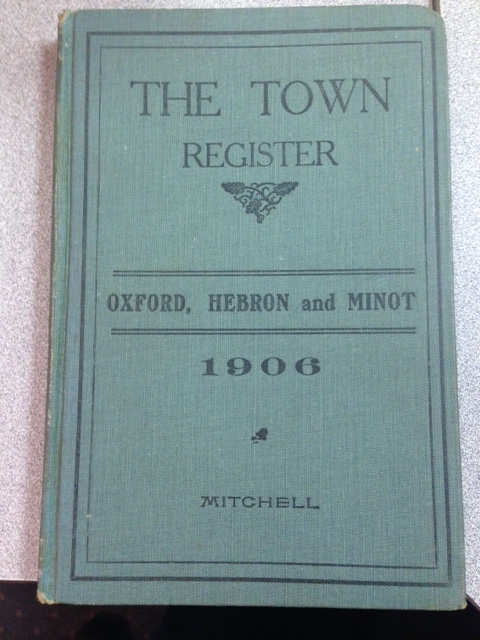 THE TOWN
REGISTER
OXFORD, HEBRON and MINOT
1906
MITCHELL